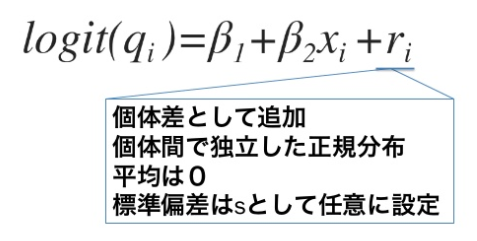 logit(qᵢ)=β₁+β₂xᵢ+rᵢ
個体差として追加
個体間で独立した正規分布
平均は０
標準偏差はsとして任意に設定